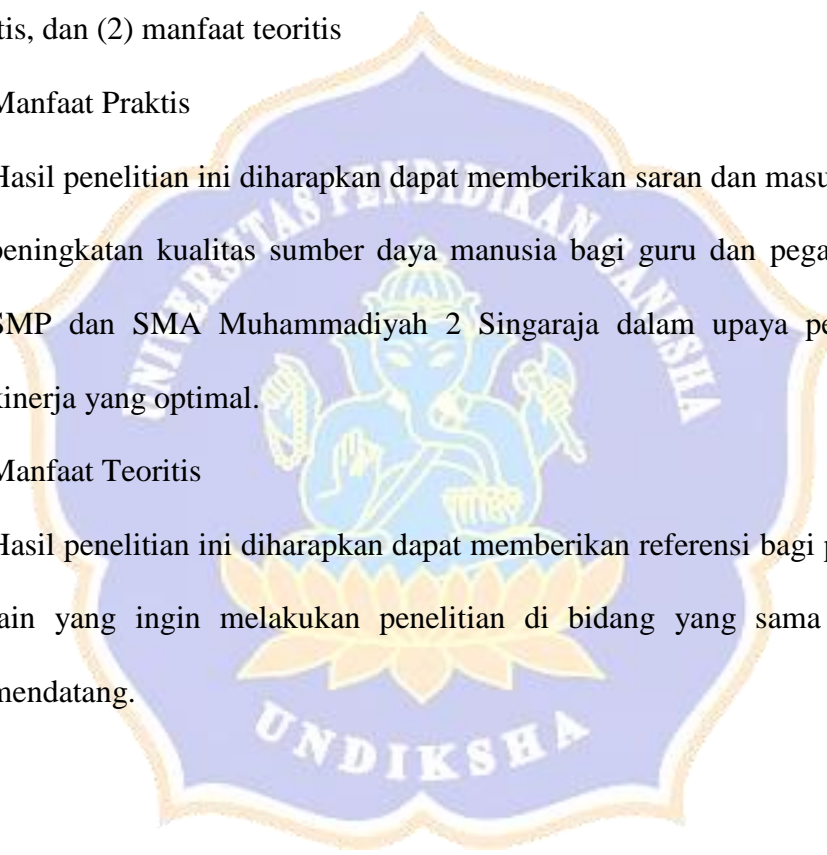 tis, dan (2) manfaat teoritis
Manfaat Praktis
Hasil penelitian ini diharapkan dapat memberikan saran dan masu
peningkatan kualitas sumber daya manusia bagi guru dan pega
SMP dan SMA Muhammadiyah 2 Singaraja dalam upaya pe
kinerja yang optimal.
Manfaat Teoritis
Hasil penelitian ini diharapkan dapat memberikan referensi bagi p
lain yang ingin melakukan penelitian di bidang yang sama
mendatang.
UNIVERSITAS PENDIDIKAN GANESHA
UNDIKSHA